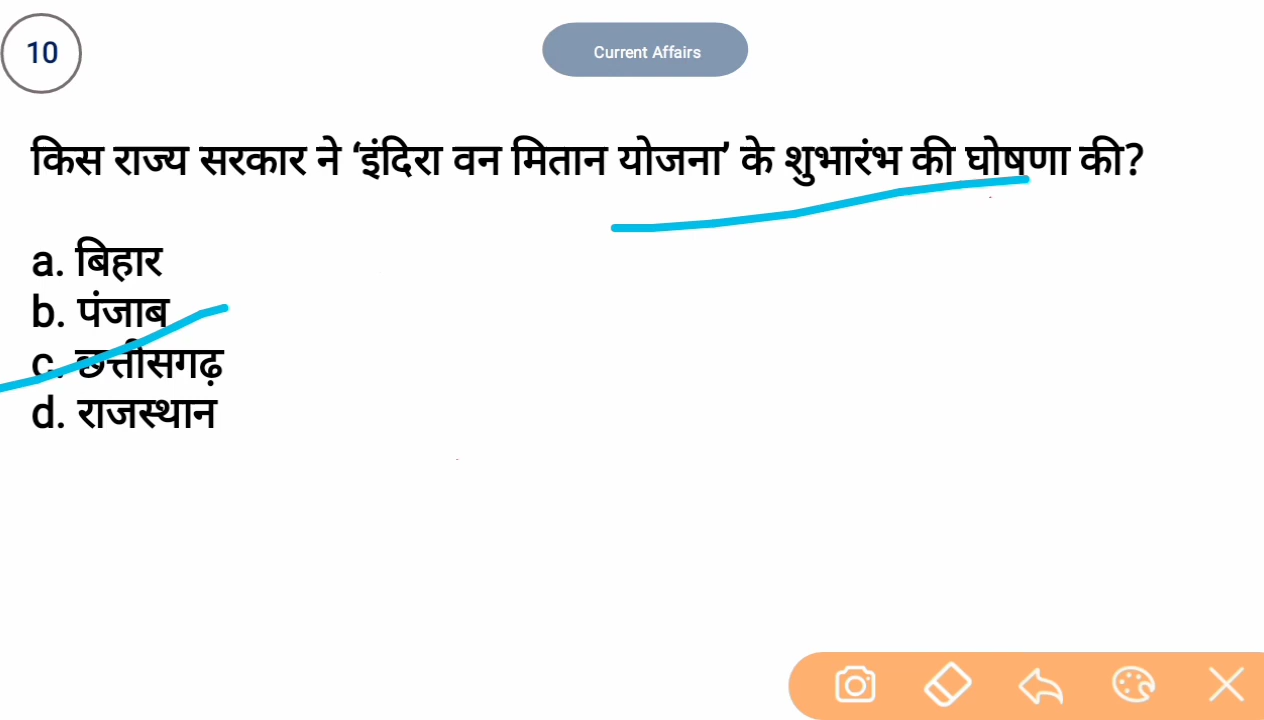 10
Current Affairs
किस राज्य सरकार ने ‘इंदिरा वन मितान योजना’ के शुभारंभ की घोषणा की?
a. बिहार
b. पंजाब
c. छत्तीसगढ़
d. राजस्थान